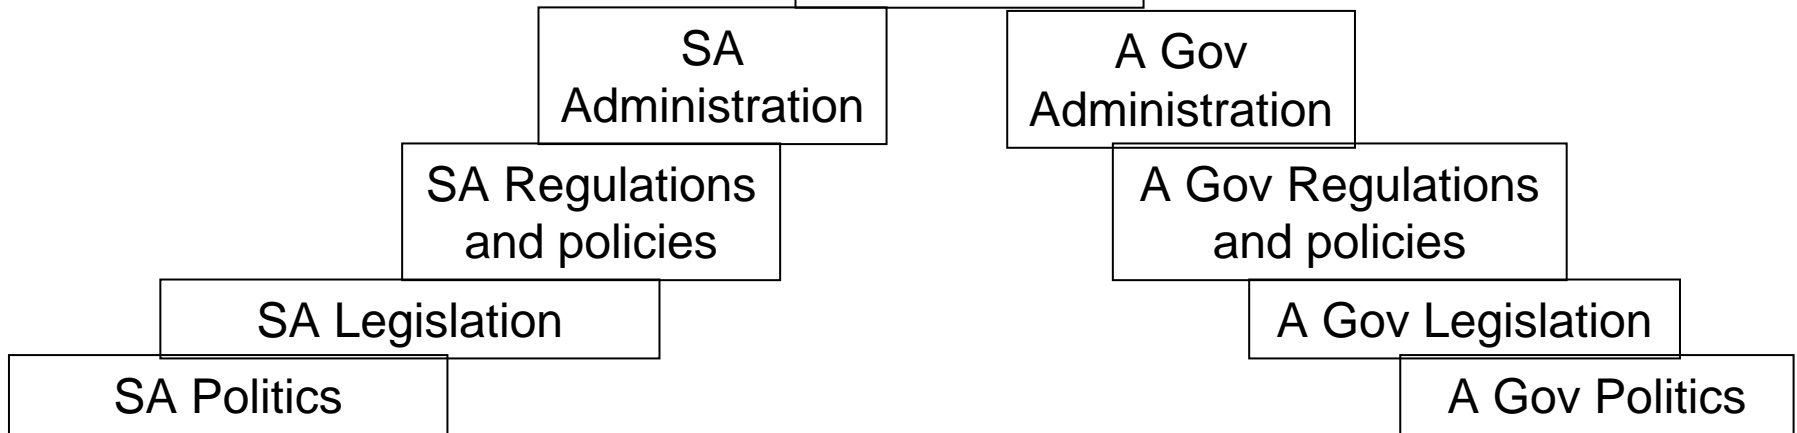 SA
Administration
A Gov
Administration
SA Regulations
and policies
A Gov Regulations
and policies
SA Legislation
A Gov Legislation
SA Politics
A Gov Politics